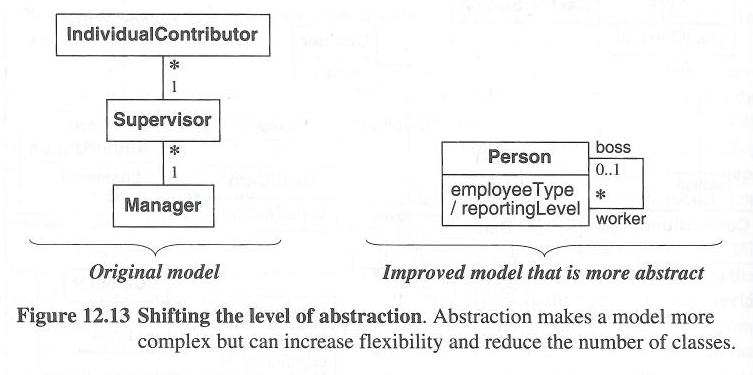 IndividualContributor
*
1
Supervisor
*
1
Manager
Original model
Person
employeeType
/ reportingLevel
boss
0..1
*
worker
Improved model that is more abstract
Figure 12.13 Shifting the level of abstraction. Abstraction makes a model more
complex but can increase flexibility and reduce the number of classes.